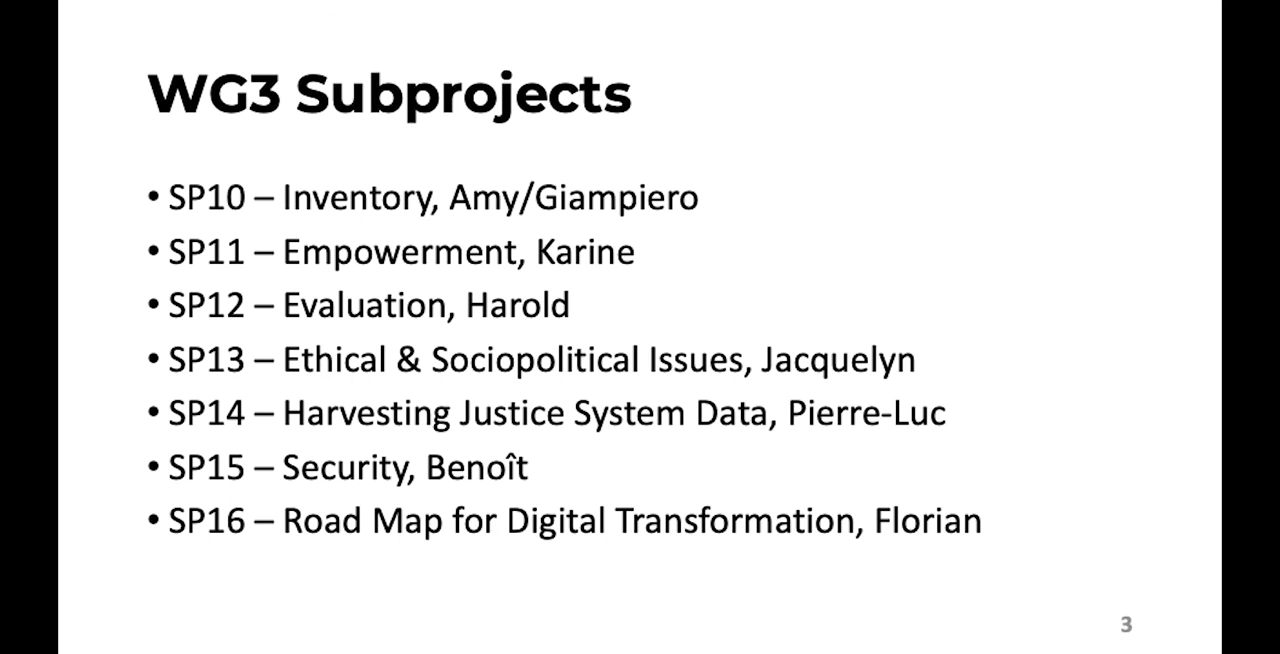 WG3 Subprojects
• SP10 – Inventory, Amy/Giampiero
• SP11 – Empowerment, Karine
• SP12 – Evaluation, Harold
• SP13 – Ethical & Sociopolitical Issues, Jacquelyn
• SP14 – Harvesting Justice System Data, Pierre-Luc
• SP15 – Security, Benoît
• SP16 – Road Map for Digital Transformation, Florian
3